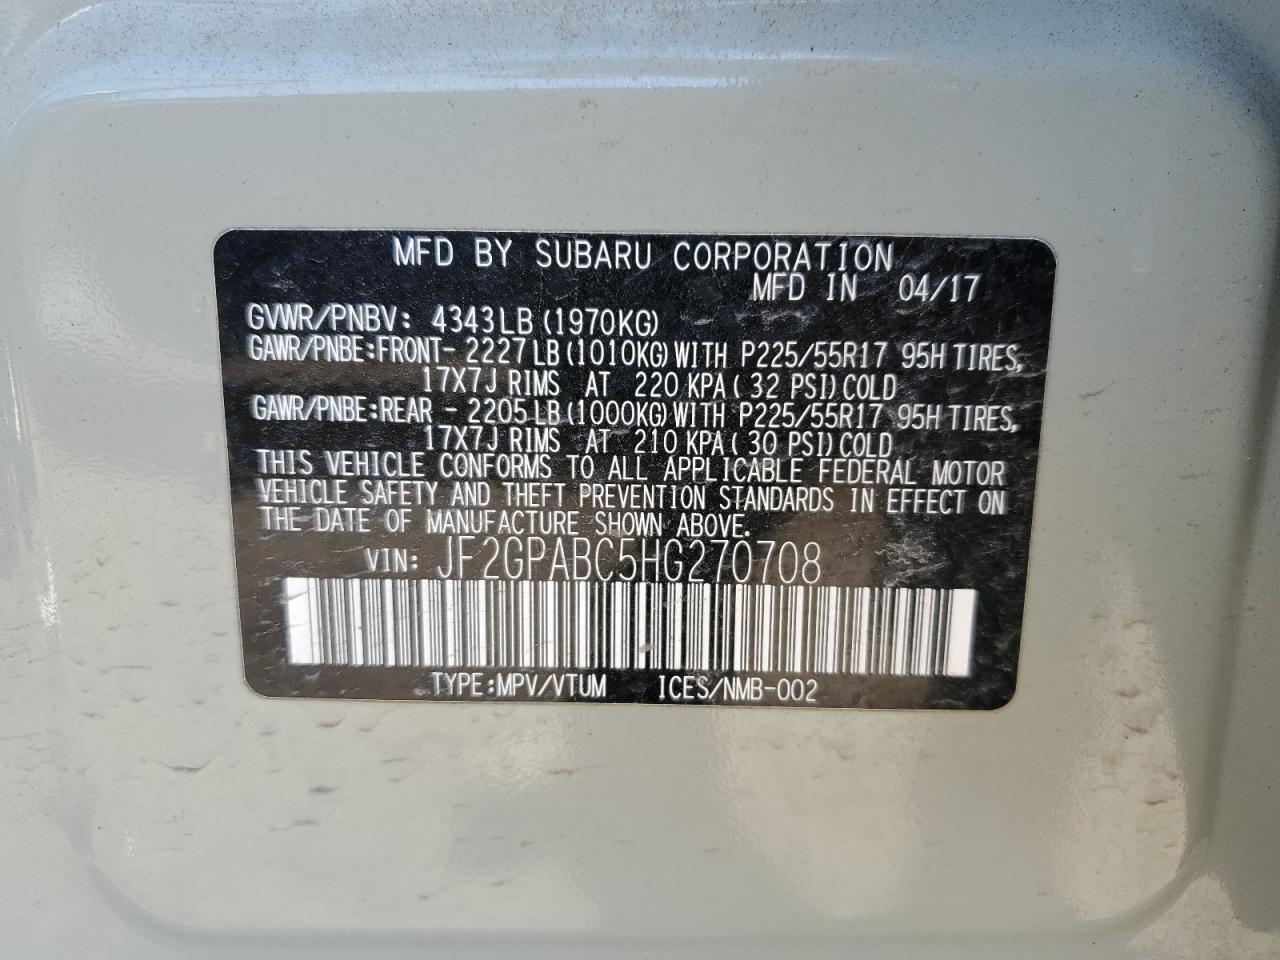 MFD BY SUBARU CORPORATION
MFD IN 04/17
GVWR/PNBV: 4343LB(1970KG)
GAWR/PNBE:FRONT- 2227LB(1010KG)WITH P225/55R17 95H TIRES,
17X7J RIMS AT 220 KPA( 32 PSI)COLD
GAWR/PNBE:REAR - 2205LB(1000KG)WITH P225/55R17 95H TIRES,
17X7J RIMS AT 210 KPA( 30 PSI)COLD
THIS VEHICLE CONFORMS TO ALL APPLICABLE FEDERAL MOTOR
VEHICLE SAFETY AND THEFT PREVENTION STANDARDS IN EFFECT ON
THE DATE OF MANUFACTURE SHOWN ABOVE.
VIN: JF2GPABC5HG270708
TYPE:MPV/VTUM ICES/NMB-002